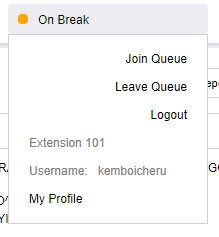 On Break
Join Queue
Leave Queue
Logout
Extension 101
Username: kemboicheru
My Profile